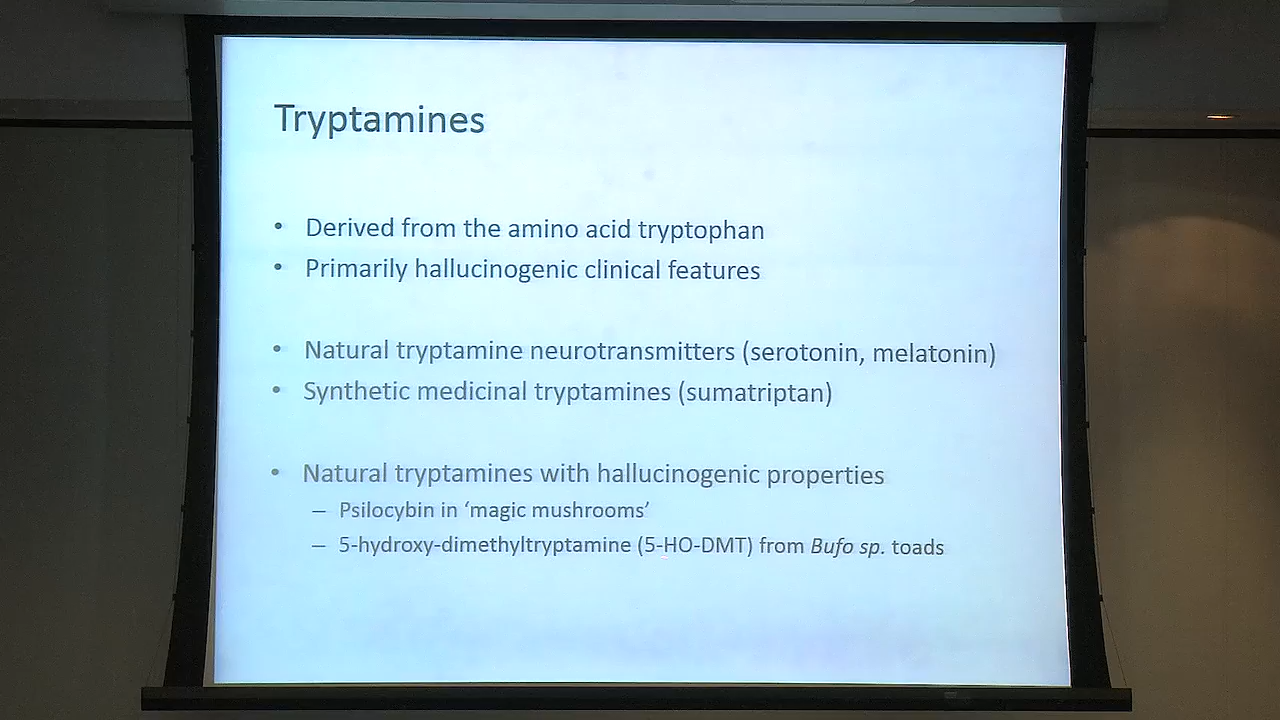 Tryptamines
• Derived from the amino acid tryptophan
• Primarily hallucinogenic clinical features
• Natural tryptamine neurotransmitters (serotonin, melatonin)
• Synthetic medicinal tryptamines (sumatriptan)
• Natural tryptamines with hallucinogenic properties
– Psilocybin in ‘magic mushrooms’
– 5-hydroxy-dimethyltryptamine (5-HO-DMT) from Bufo sp. toads